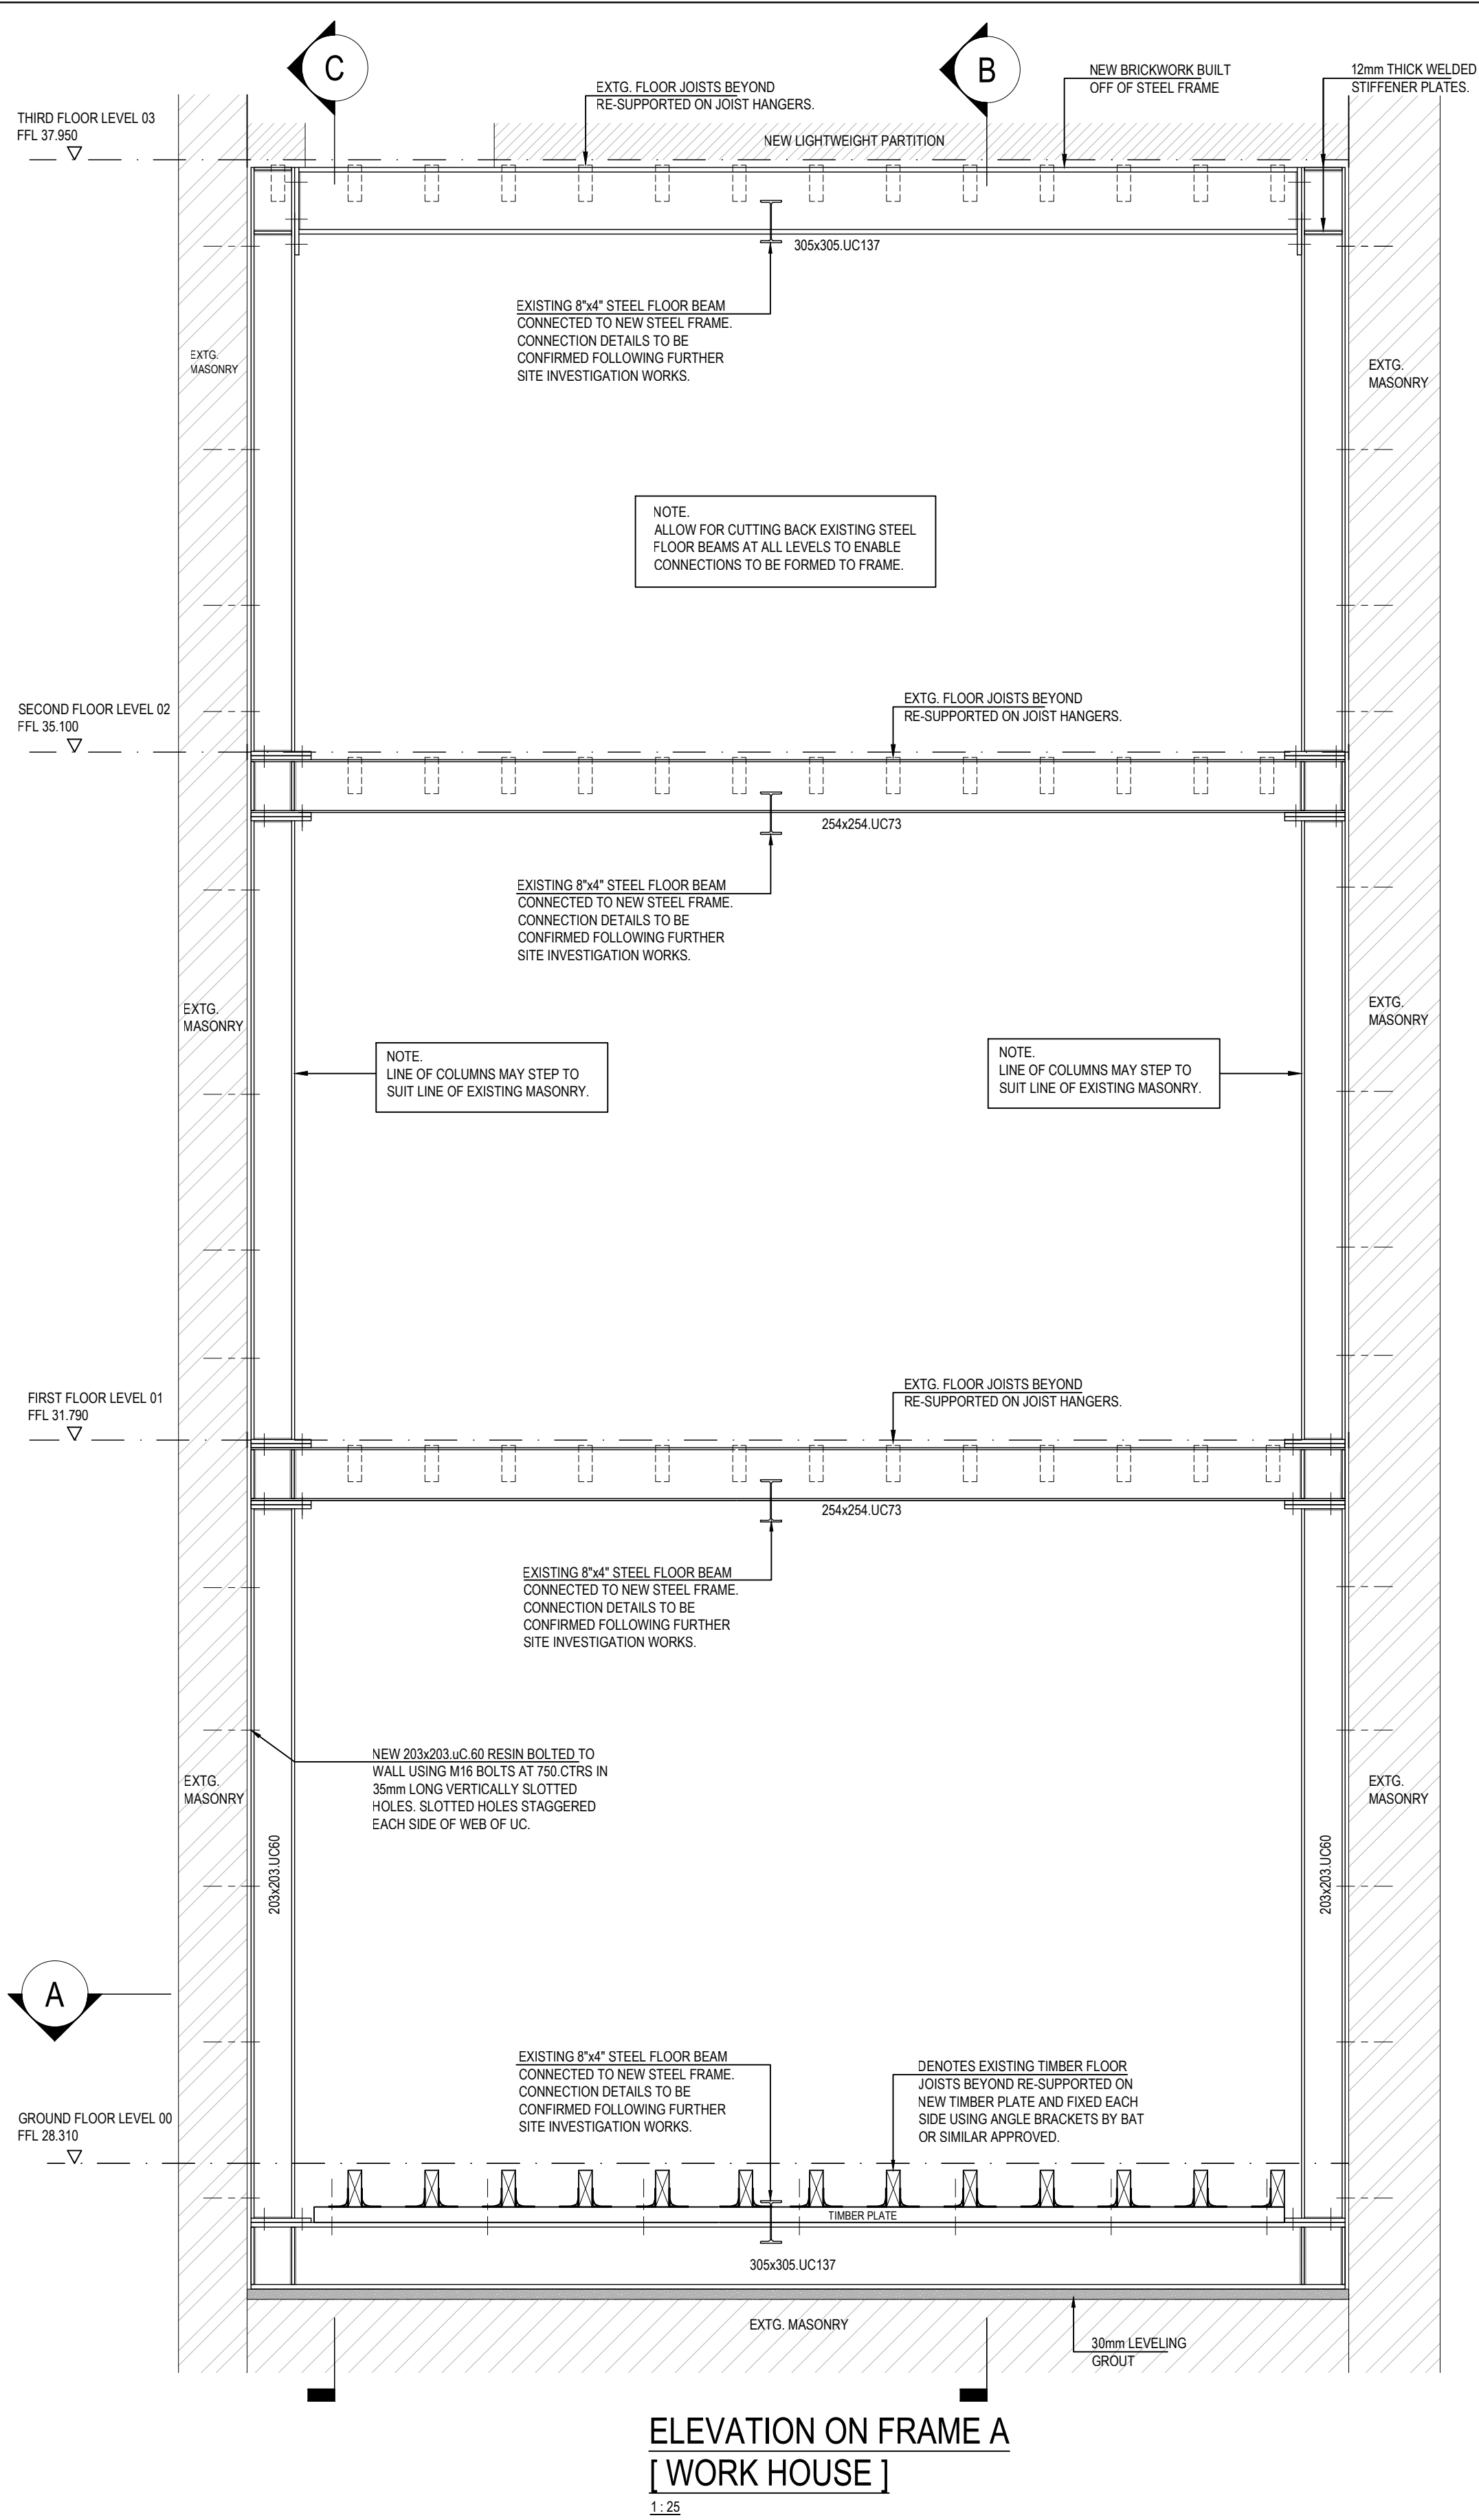 C
B
EXTG. FLOOR JOISTS BEYOND
RE-SUPPORTED ON JOIST HANGERS.
NEW BRICKWORK BUILT
OFF OF STEEL FRAME
12mm THICK WELDED
STIFFENER PLATES.
THIRD FLOOR LEVEL 03
FFL 37.950
NEW LIGHTWEIGHT PARTITION
305x305.UC137
EXISTING 8"x4" STEEL FLOOR BEAM
CONNECTED TO NEW STEEL FRAME.
CONNECTION DETAILS TO BE
CONFIRMED FOLLOWING FURTHER
SITE INVESTIGATION WORKS.
EXTG.
MASONRY
EXTG.
MASONRY
NOTE.
ALLOW FOR CUTTING BACK EXISTING STEEL
FLOOR BEAMS AT ALL LEVELS TO ENABLE
CONNECTIONS TO BE FORMED TO FRAME.
SECOND FLOOR LEVEL 02
FFL 35.100
EXTG. FLOOR JOISTS BEYOND
RE-SUPPORTED ON JOIST HANGERS.
254x254.UC73
EXISTING 8"x4" STEEL FLOOR BEAM
CONNECTED TO NEW STEEL FRAME.
CONNECTION DETAILS TO BE
CONFIRMED FOLLOWING FURTHER
SITE INVESTIGATION WORKS.
EXTG.
MASONRY
EXTG.
MASONRY
NOTE.
LINE OF COLUMNS MAY STEP TO
SUIT LINE OF EXISTING MASONRY.
NOTE.
LINE OF COLUMNS MAY STEP TO
SUIT LINE OF EXISTING MASONRY.
FIRST FLOOR LEVEL 01
FFL 31.790
EXTG. FLOOR JOISTS BEYOND
RE-SUPPORTED ON JOIST HANGERS.
254x254.UC73
EXISTING 8"x4" STEEL FLOOR BEAM
CONNECTED TO NEW STEEL FRAME.
CONNECTION DETAILS TO BE
CONFIRMED FOLLOWING FURTHER
SITE INVESTIGATION WORKS.
NEW 203x203.uC.60 RESIN BOLTED TO
WALL USING M16 BOLTS AT 750.CTRS IN
35mm LONG VERTICALLY SLOTTED
HOLES. SLOTTED HOLES STAGGERED
EACH SIDE OF WEB OF UC.
EXTG.
MASONRY
EXTG.
MASONRY
203x203.UC60
203x203.UC60
A
EXISTING 8"x4" STEEL FLOOR BEAM
CONNECTED TO NEW STEEL FRAME.
CONNECTION DETAILS TO BE
CONFIRMED FOLLOWING FURTHER
SITE INVESTIGATION WORKS.
DENOTES EXISTING TIMBER FLOOR
JOISTS BEYOND RE-SUPPORTED ON
NEW TIMBER PLATE AND FIXED EACH
SIDE USING ANGLE BRACKETS BY BAT
OR SIMILAR APPROVED.
GROUND FLOOR LEVEL 00
FFL 28.310
TIMBER PLATE
305x305.UC137
EXTG. MASONRY
30mm LEVELING
GROUT
ELEVATION ON FRAME A
[ WORK HOUSE ]
1 : 25